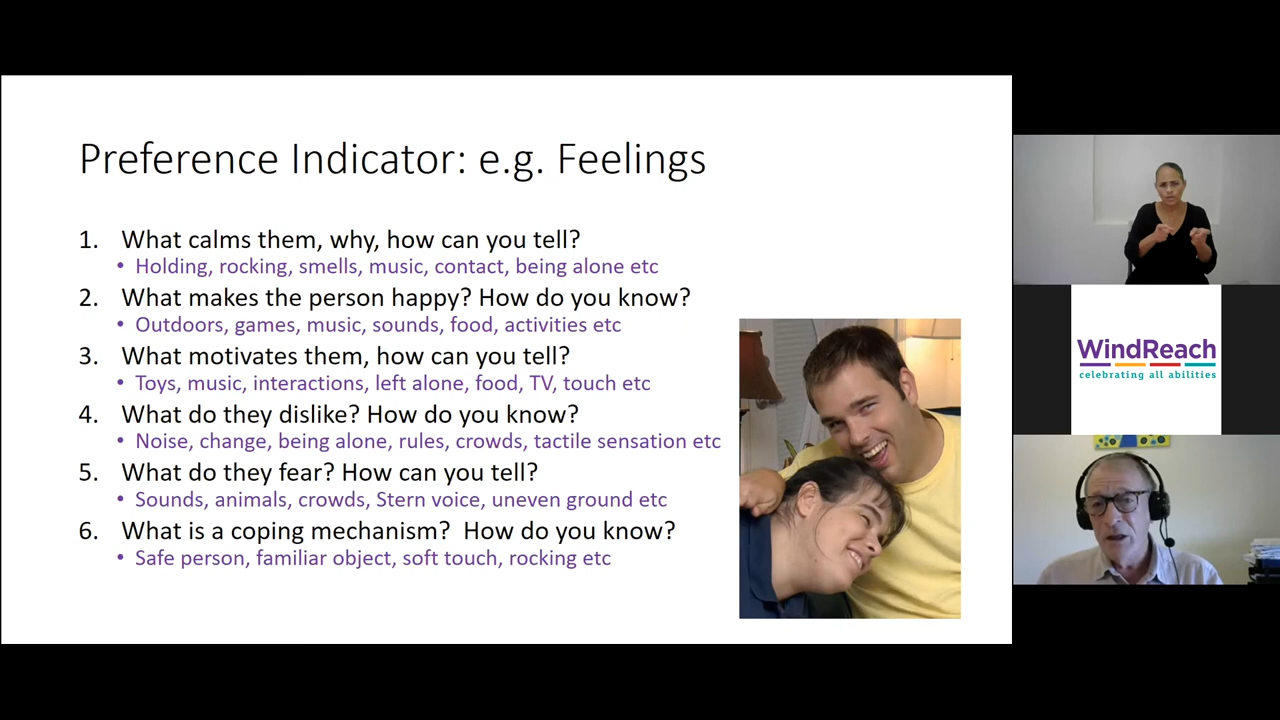 Preference Indicator: e.g. Feelings
1. What calms them, why, how can you tell?
• Holding, rocking, smells, music, contact, being alone etc
2. What makes the person happy? How do you know?
• Outdoors, games, music, sounds, food, activities etc
3. What motivates them, how can you tell?
• Toys, music, interactions, left alone, food, TV, touch etc
4. What do they dislike? How do you know?
• Noise, change, being alone, rules, crowds, tactile sensation etc
5. What do they fear? How can you tell?
• Sounds, animals, crowds, Stern voice, uneven ground etc
6. What is a coping mechanism?  How do you know?
• Safe person, familiar object, soft touch, rocking etc
WindReach
celebrating all abilities